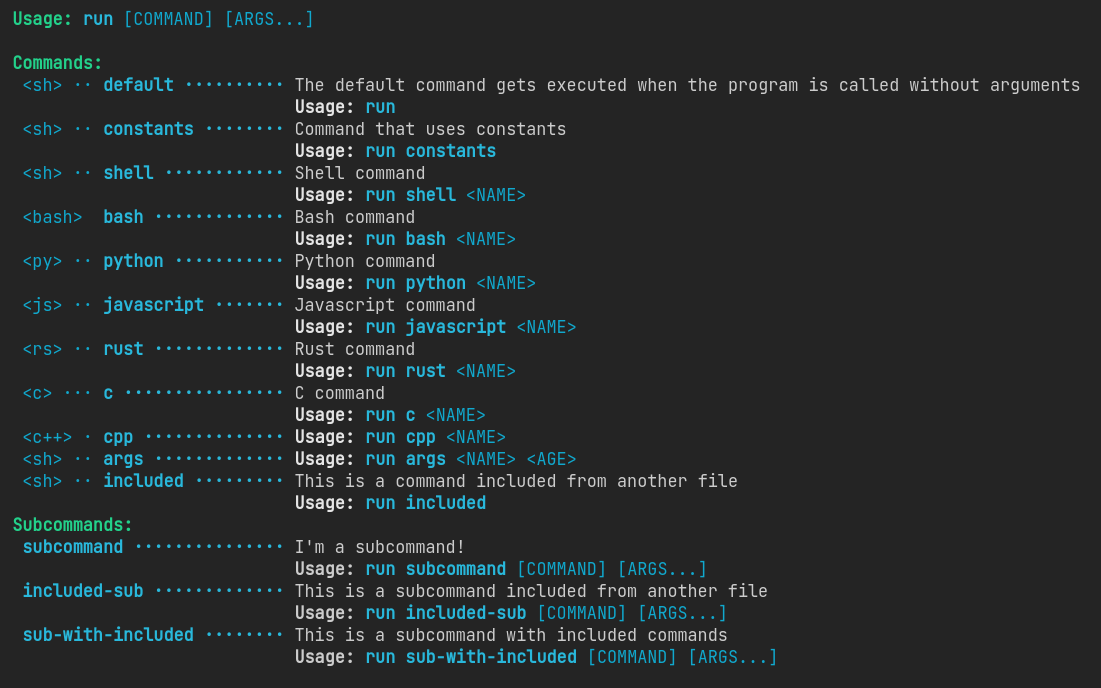 Usage: run [COMMAND] [ARGS...]
Commands:
<sh> ·· default ·········· The default command gets executed when the program is called without arguments
Usage: run
<sh> ·· constants ········ Command that uses constants
Usage: run constants
<sh> ·· shell ············ Shell command
Usage: run shell <NAME>
<bash>  bash ············· Bash command
Usage: run bash <NAME>
<py> ·· python ··········· Python command
Usage: run python <NAME>
<js> ·· javascript ······· Javascript command
Usage: run javascript <NAME>
<rs> ·· rust ············· Rust command
Usage: run rust <NAME>
<c> ··· c ················ C command
Usage: run c <NAME>
<c++> · cpp ·············· Usage: run cpp <NAME>
<sh> ·· args ············· Usage: run args <NAME> <AGE>
<sh> ·· included ········· This is a command included from another file
Usage: run included
Subcommands:
subcommand ··············· I'm a subcommand!
Usage: run subcommand [COMMAND] [ARGS...]
included-sub ············· This is a subcommand included from another file
Usage: run included-sub [COMMAND] [ARGS...]
sub-with-included ········ This is a subcommand with included commands
Usage: run sub-with-included [COMMAND] [ARGS...]